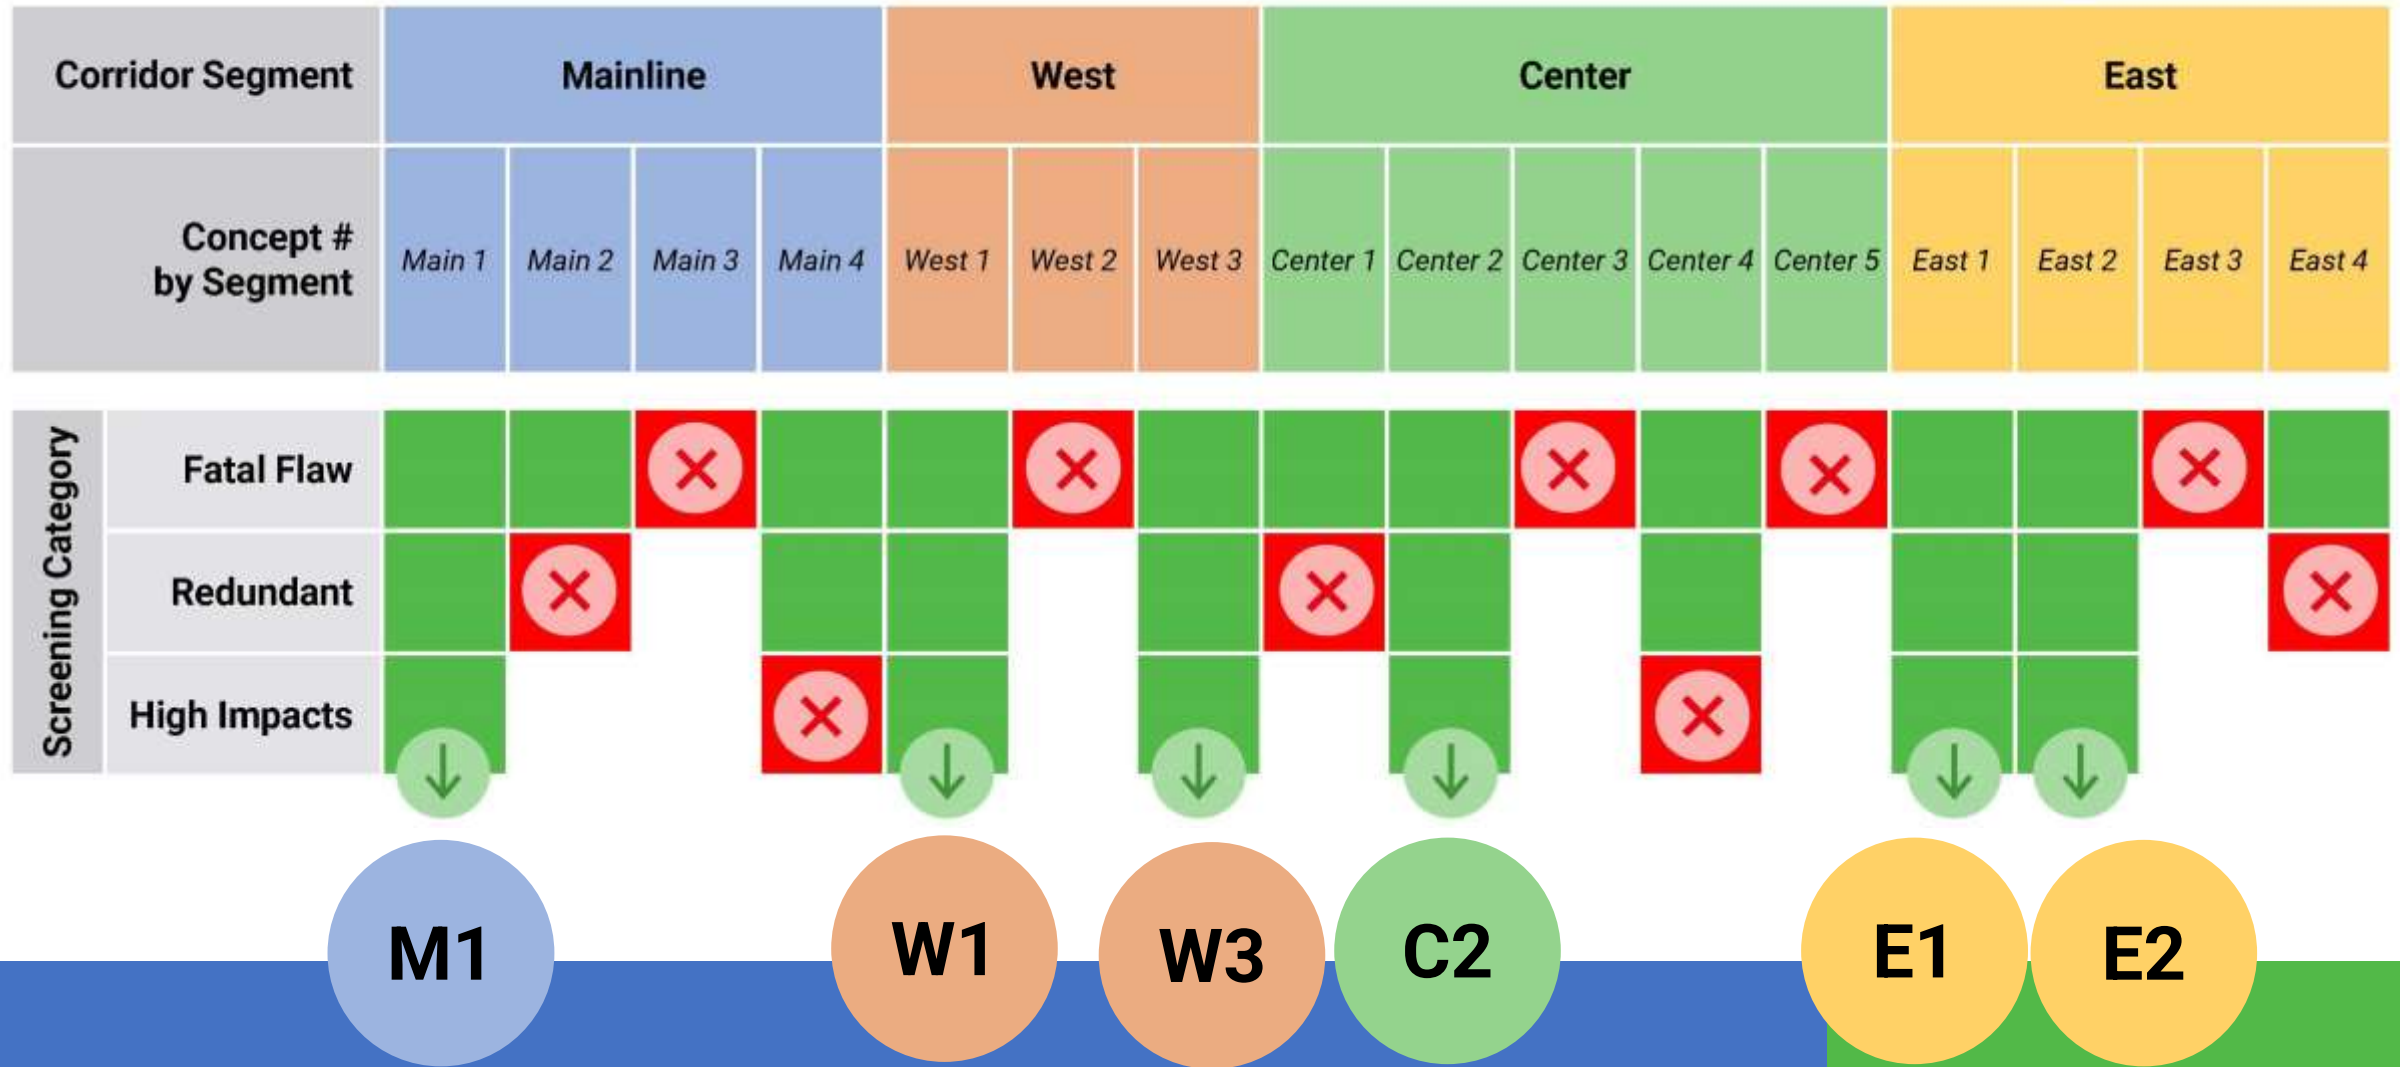 Corridor Segment
Mainline
West
Center
East
Concept #
by Segment
Main 1
Main 2
Main 3
Main 4
West 1
West 2
West 3
Center 1
Center 2
Center 3
Center 4
Center 5
East 1
East 2
East 3
East 4
Screening Category
Fatal Flaw
Redundant
High Impacts
M1
W1
W3
C2
E1
E2